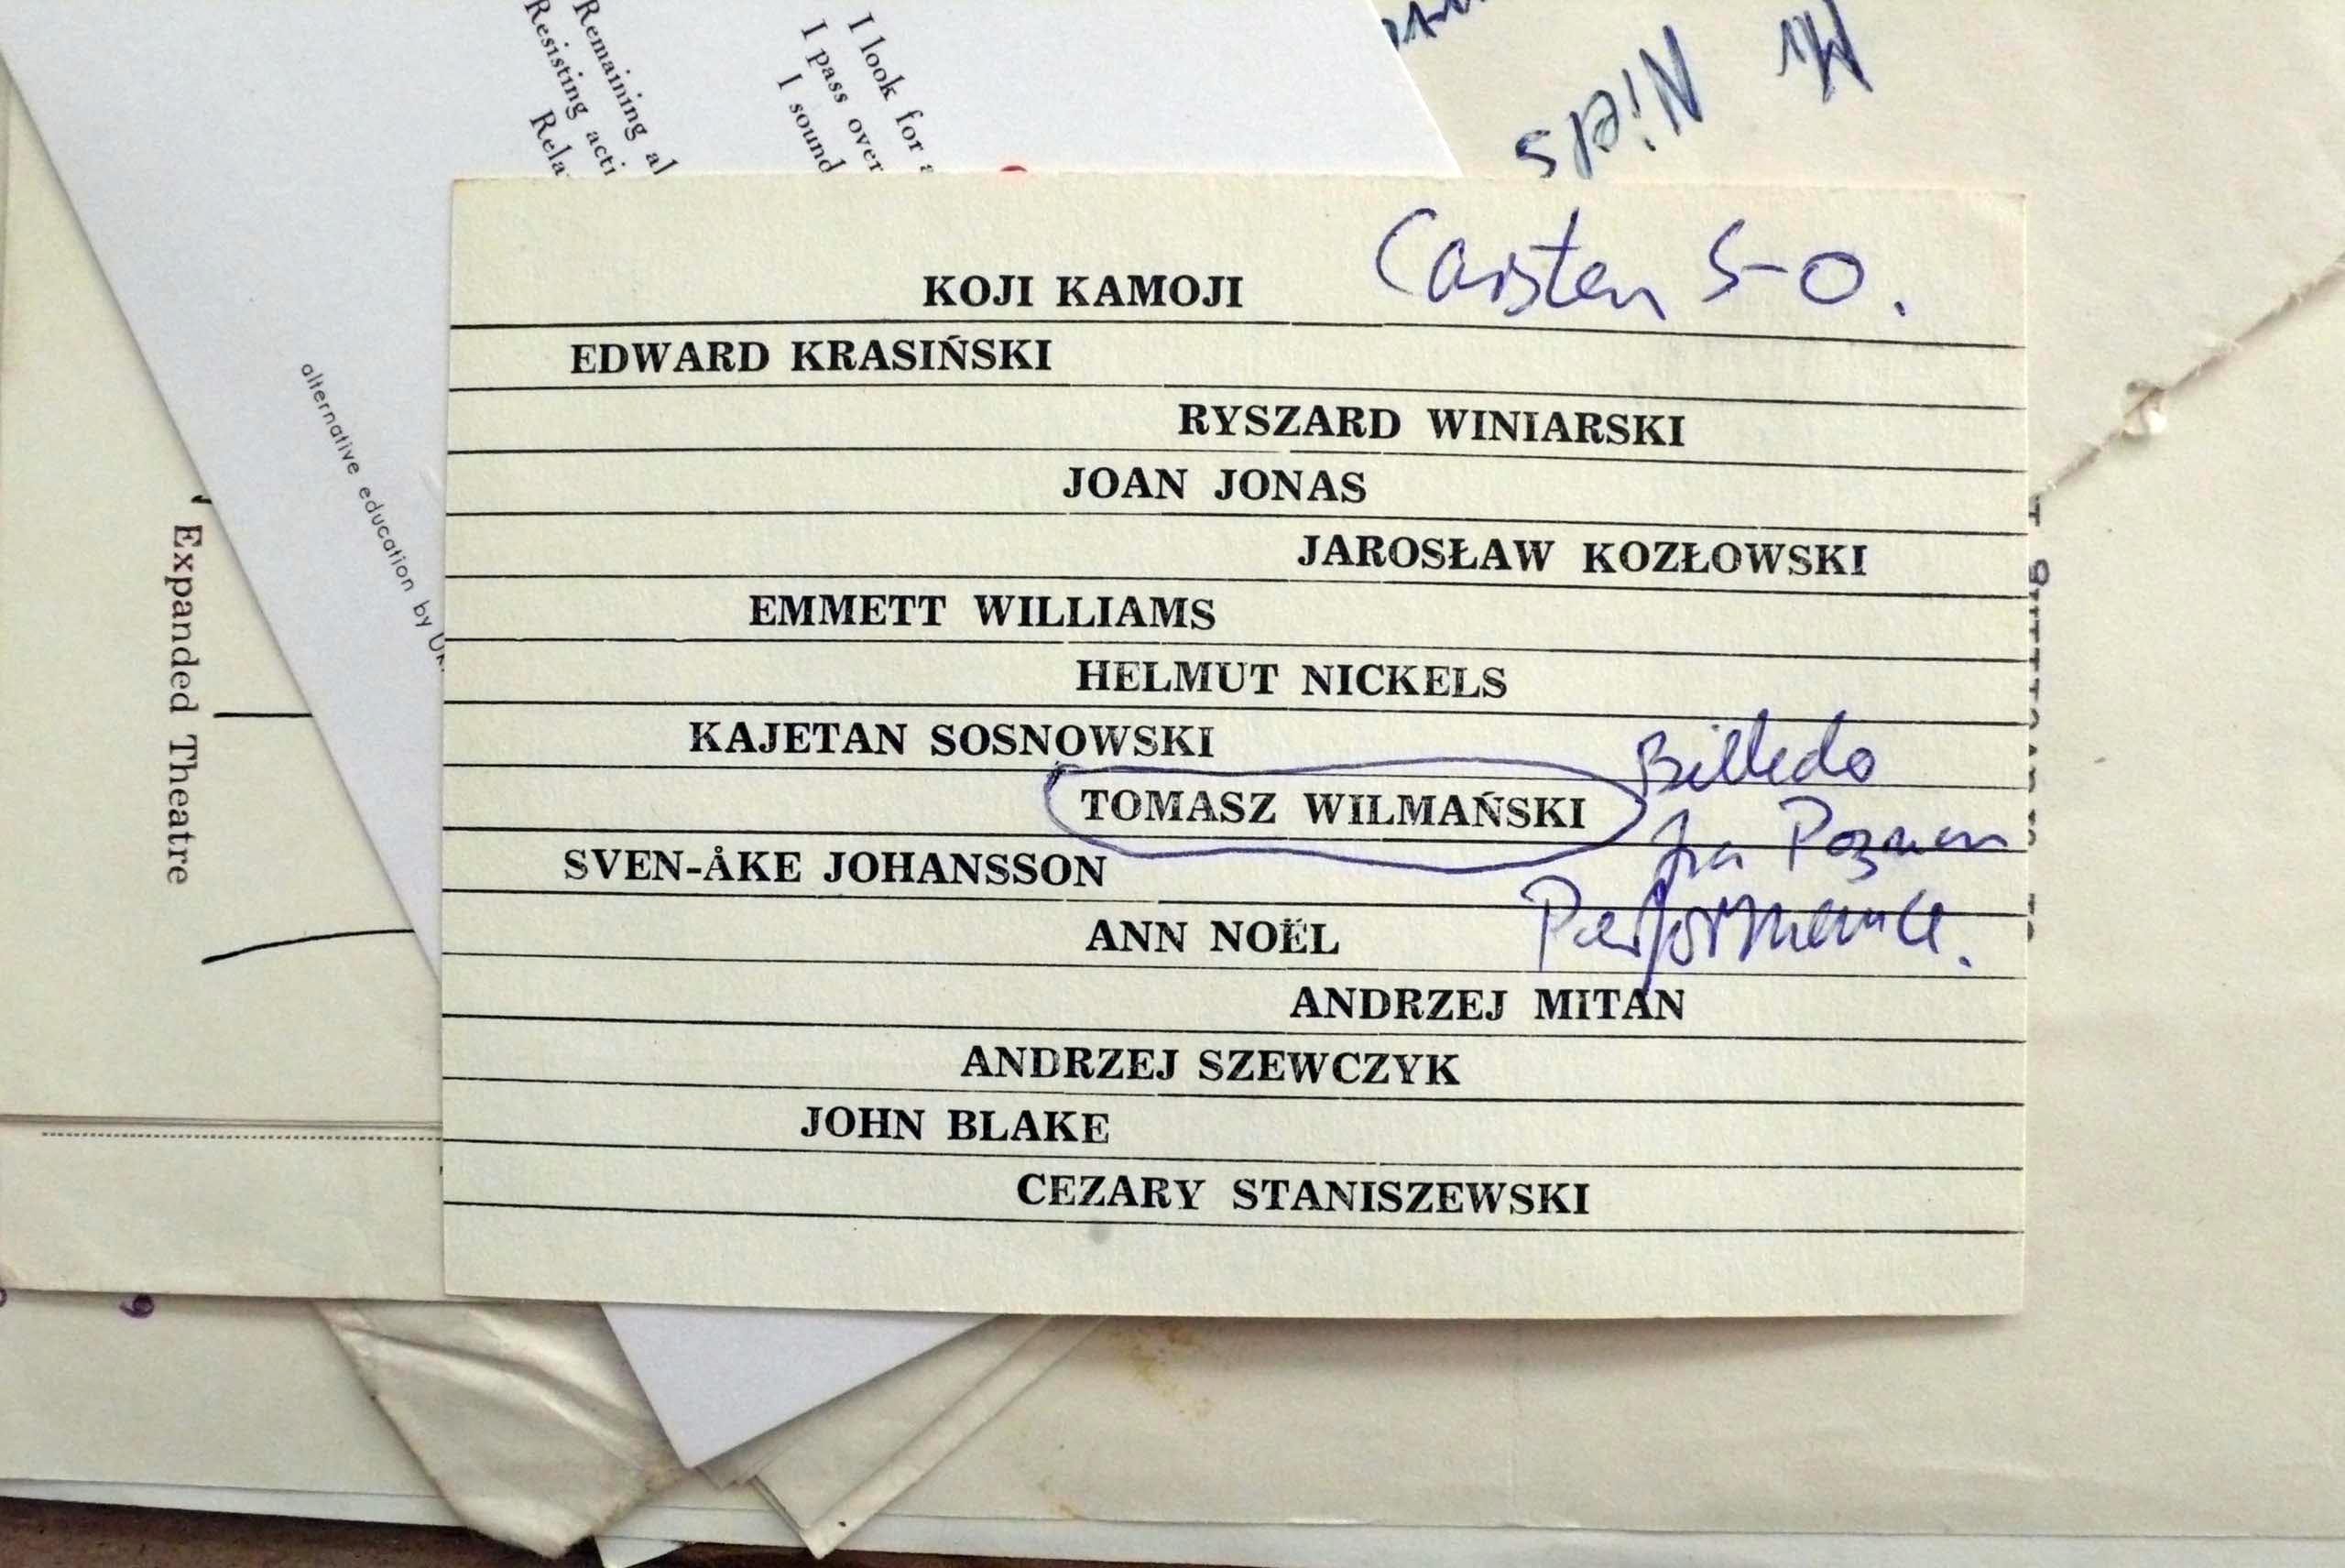 Remaining al
Resisting acti
Rela
I look for a
I pass over
I sound
Mr Niels
alternative education by
Expanded Theatre
Carsten S-O.
KOJI KAMOJI
EDWARD KRASIŃSKI
RYSZARD WINIARSKI
JOAN JONAS
JAROSŁAW KOZŁOWSKI
EMMETT WILLIAMS
HELMUT NICKELS
KAJETAN SOSNOWSKI
Billede
TOMASZ WILMAŃSKI
fra Poznan
SVEN-ÅKE JOHANSSON
Performance.
ANN NOËL
ANDRZEJ MITAN
ANDRZEJ SZEWCZYK
JOHN BLAKE
CEZARY STANISZEWSKI